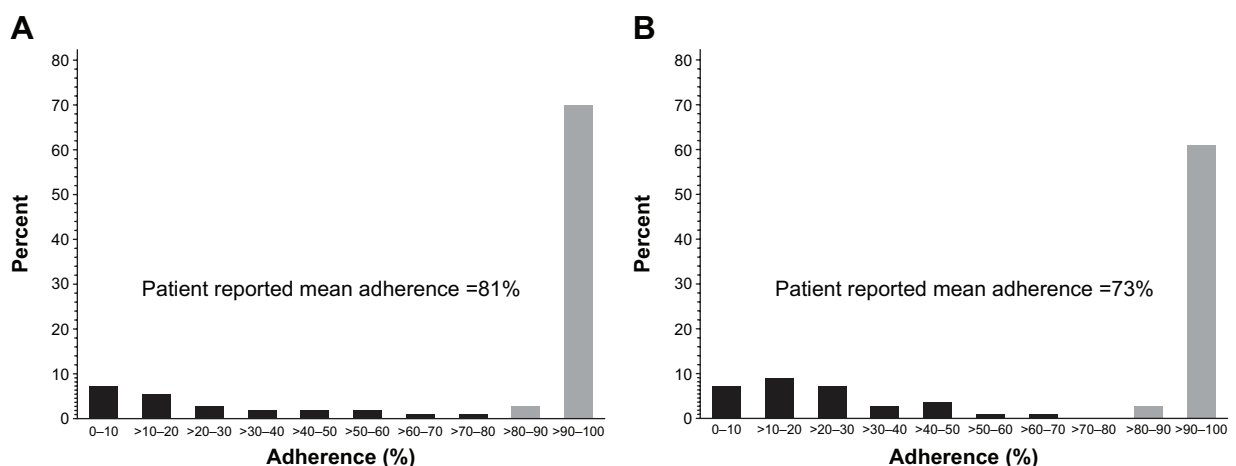 A
Percent
80
70
60
50
40
30
20
10
0
Patient reported mean adherence =81%
0–10 >10–20 >20–30 >30–40 >40–50 >50–60 >60–70 >70–80 >80–90 >90–100
Adherence (%)
B
Percent
80
70
60
50
40
30
20
10
0
Patient reported mean adherence =73%
0–10 >10–20 >20–30 >30–40 >40–50 >50–60 >60–70 >70–80 >80–90 >90–100
Adherence (%)